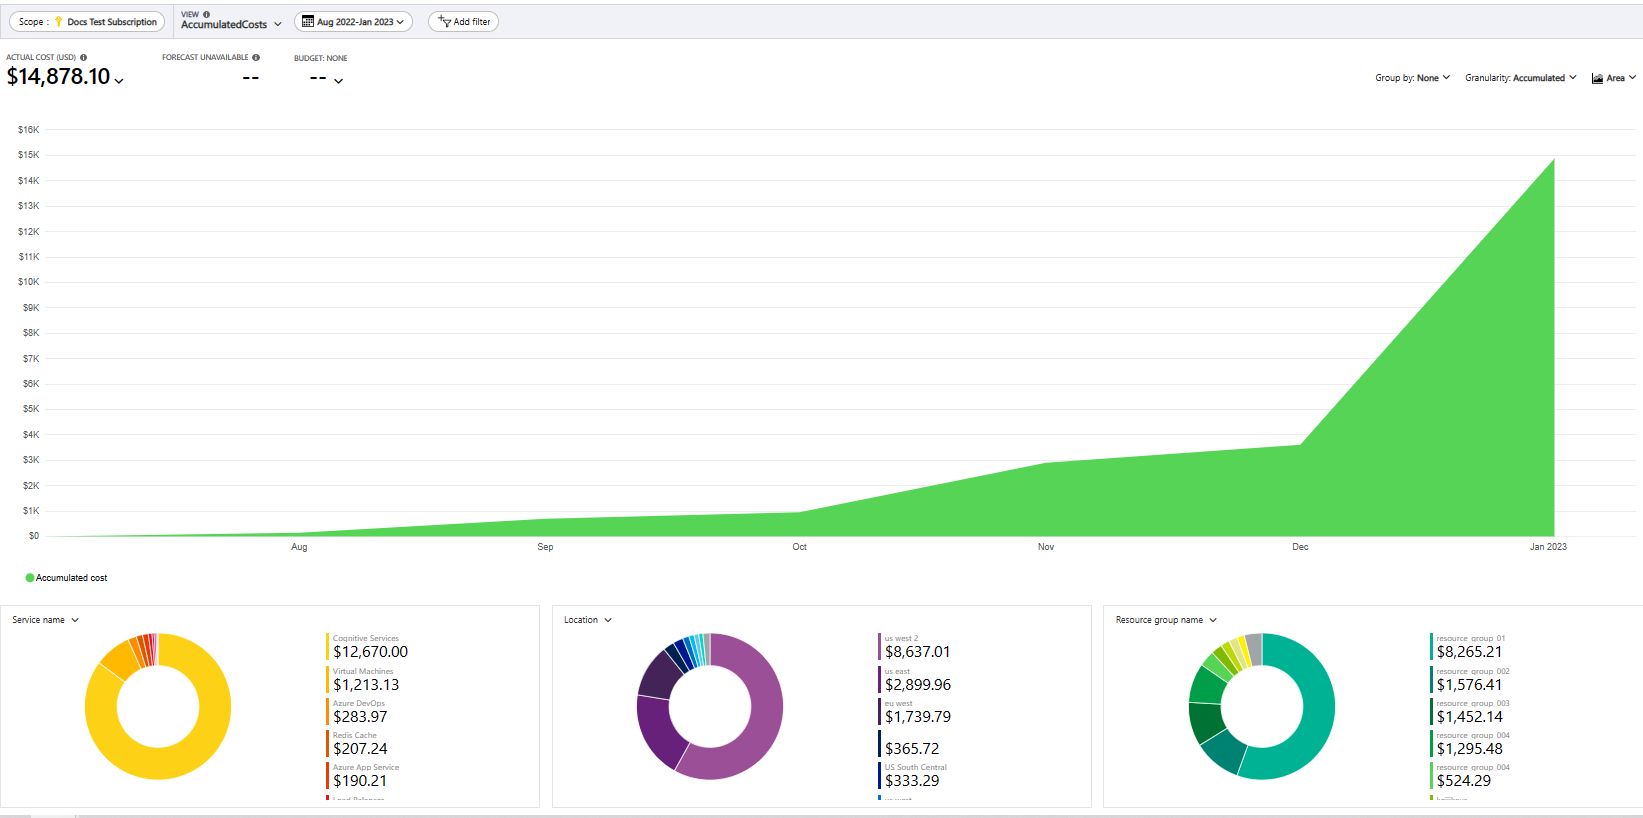 Scope : Docs Test Subscription
VIEW
AccumulatedCosts
Aug 2022-Jan 2023
Add filter
ACTUAL COST (USD)
$14,878.10
FORECAST UNAVAILABLE
--
BUDGET: NONE
--
Group by: None
Granularity: Accumulated
Area
$16K
$15K
$14K
$13K
$12K
$11K
$10K
$9K
$8K
$7K
$6K
$5K
$4K
$3K
$2K
$1K
$0
Aug
Sep
Oct
Nov
Dec
Jan 2023
Accumulated cost
Service name
Cognitive Services
$12,670.00
Virtual Machines
$1,213.13
Azure DevOps
$283.97
Redis Cache
$207.24
Azure App Service
$190.21
Location
us west 2
$8,637.01
us east
$2,899.96
eu west
$1,739.79
$365.72
US South Central
$333.29
Resource group name
resource_group_01
$8,265.21
resource_group_002
$1,576.41
resource_group_003
$1,452.14
resource_group_004
$1,295.48
resource_group_004
$524.29